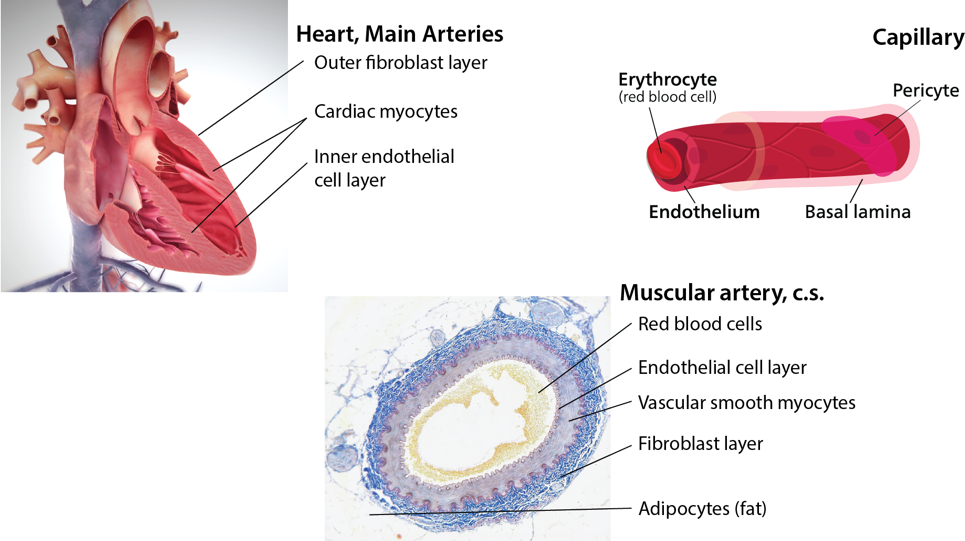 Heart, Main Arteries
Outer fibroblast layer
Cardiac myocytes
Inner endothelial
cell layer
Capillary
Erythrocyte
(red blood cell)
Pericyte
Endothelium
Basal lamina
Muscular artery, c.s.
Red blood cells
Endothelial cell layer
Vascular smooth myocytes
Fibroblast layer
Adipocytes (fat)